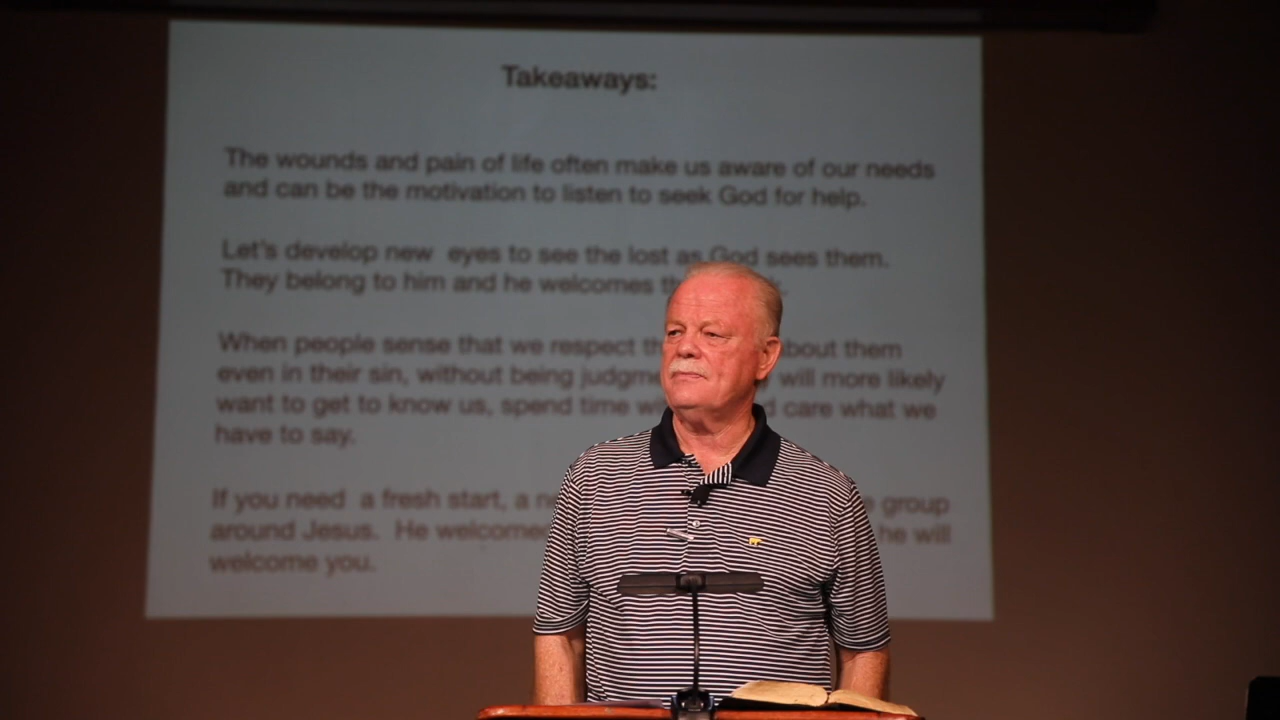 Takeaways:
The wounds and pain of life often make us aware of our needs
and can be the motivation to listen to seek God for help.
Let's develop new eyes to see the lost as God sees them.
They belong to him and he welcomes
When people sense that we respect about them
even in their sin, without being will more likely
want to get to know us, spend time care what we
have to say.
If you need a fresh start, a group
around Jesus. He welcomed he will
welcome you.